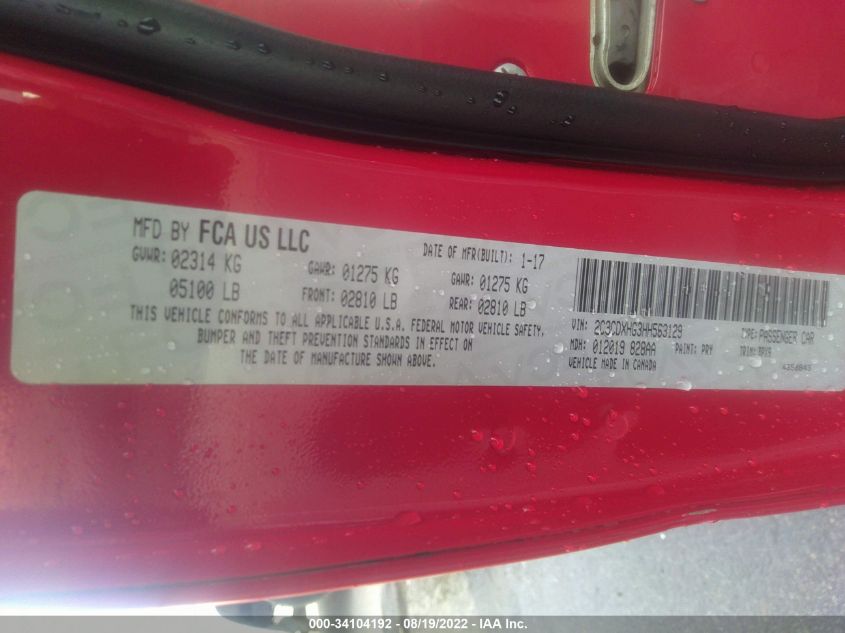 MFD BY FCA US LLC
DATE OF MFR(BUILT): 1-17
GVWR: 02314 KG
GAWR: 01275 KG
GAWR: 01275 KG
05100 LB
FRONT: 02810 LB
REAR: 02810 LB
THIS VEHICLE CONFORMS TO ALL APPLICABLE U.S.A. FEDERAL MOTOR VEHICLE SAFETY,
BUMPER AND THEFT PREVENTION STANDARDS IN EFFECT ON
THE DATE OF MANUFACTURE SHOWN ABOVE.
VIN: 2C3CDXHG3HH563129
TYPE: PASSENGER CAR
MDH: 012019 828AA
PAINT: PRY
TRIM:
VEHICLE MADE IN CANADA
000-34104192 - 08/19/2022 - IAA Inc.